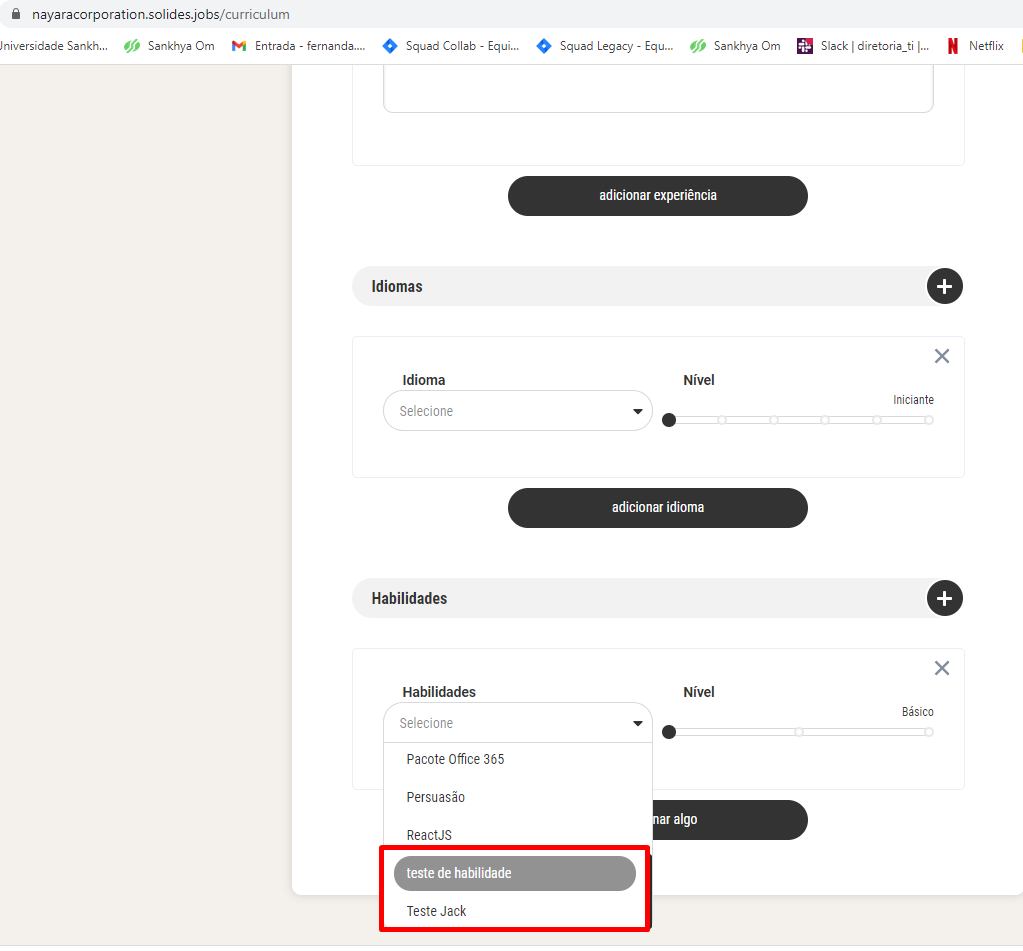 nayaracorporation.solides.jobs/curriculum
Universidade Sankh... Sankhya Om Entrada - fernanda.... Squad Collab - Equi... Squad Legacy - Equ... Sankhya Om Slack | diretoria_ti |... Netflix
adicionar experiência
Idiomas
Idioma Nível
Iniciante
Selecione
adicionar idioma
Habilidades
Habilidades Nível
Básico
Selecione
Pacote Office 365
Persuasão
nar algo
ReactJS
teste de habilidade
Teste Jack